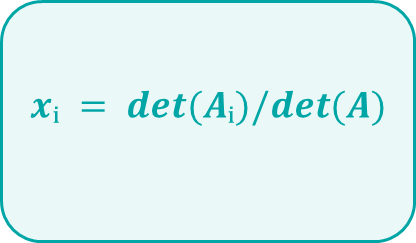 xᵢ = det(Aᵢ)/det(A)